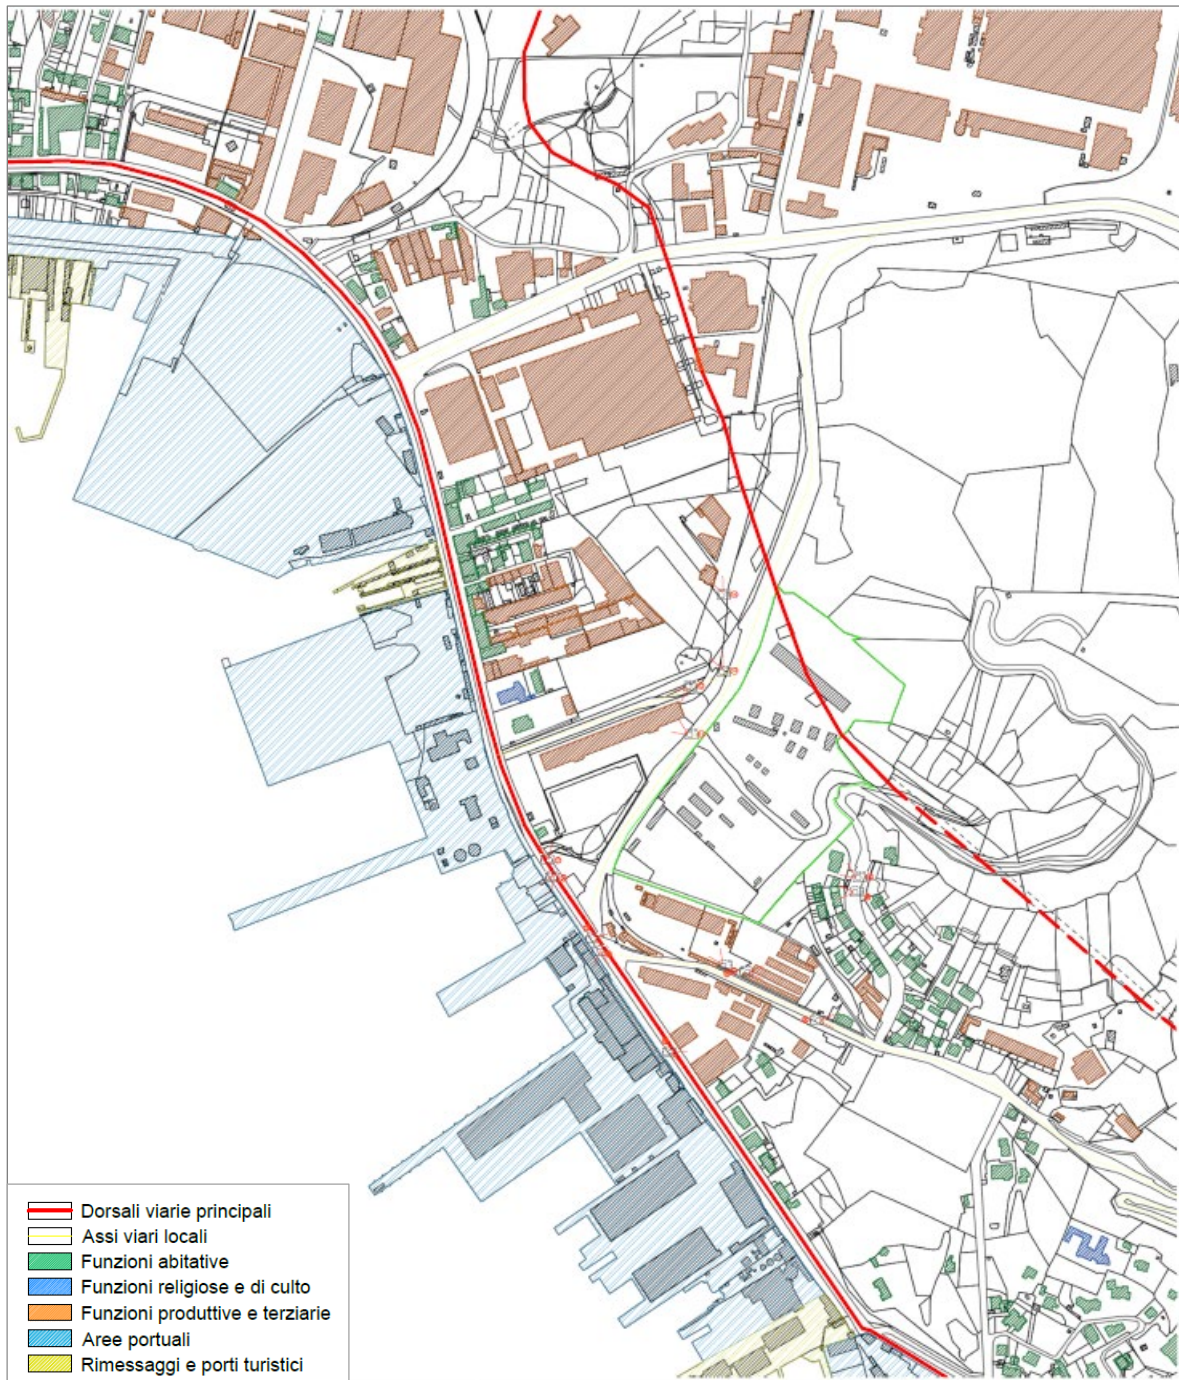 Dorsali viarie principali
Assi viari locali
Funzioni abitative
Funzioni religiose e di culto
Funzioni produttive e terziarie
Aree portuali
Rimessaggi e porti turistici